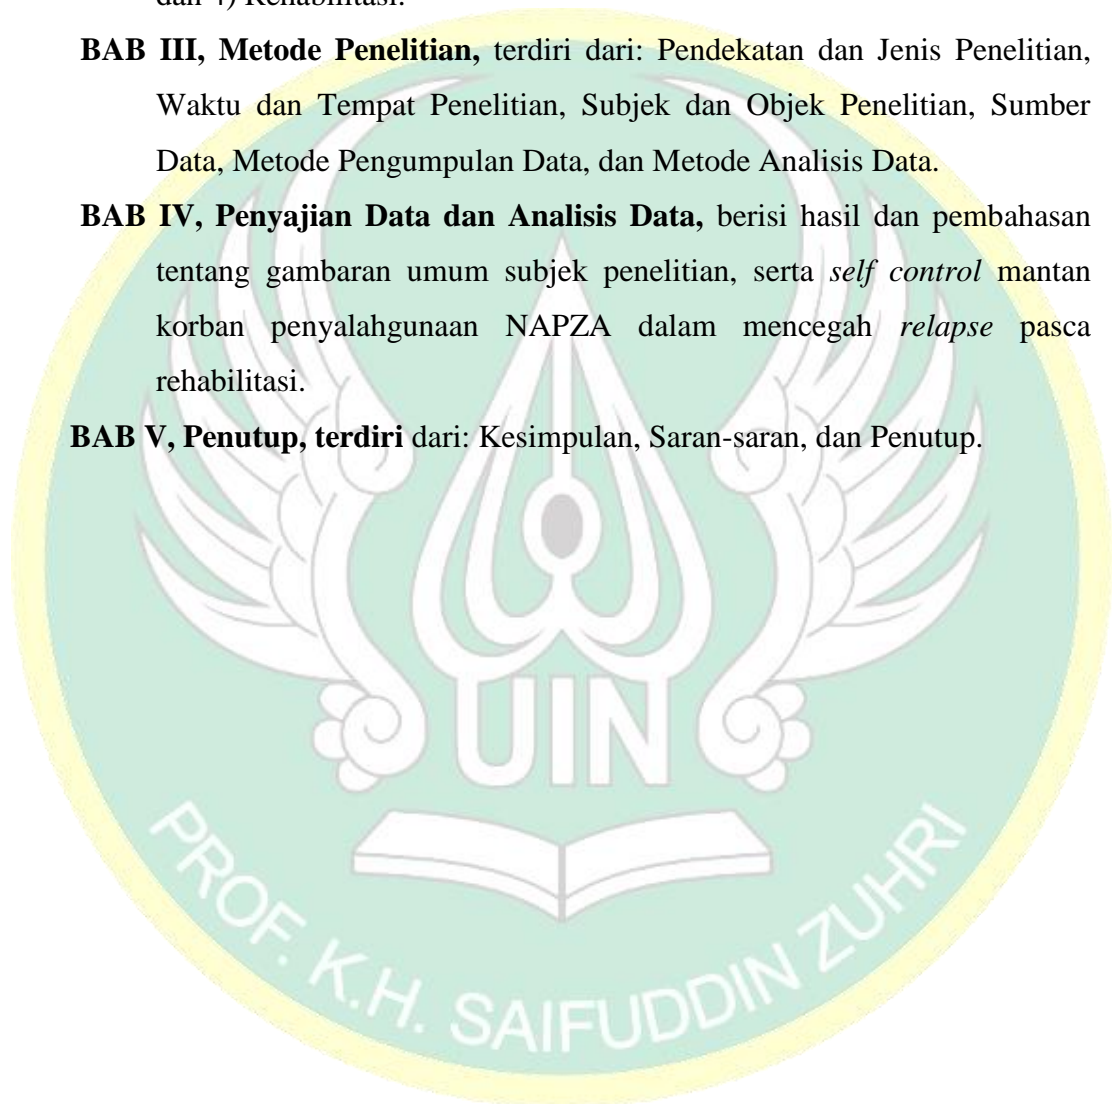 dan 4) Rehabilitasi.
BAB III, Metode Penelitian, terdiri dari: Pendekatan dan Jenis Penelitian,
Waktu dan Tempat Penelitian, Subjek dan Objek Penelitian, Sumber
Data, Metode Pengumpulan Data, dan Metode Analisis Data.
BAB IV, Penyajian Data dan Analisis Data, berisi hasil dan pembahasan
tentang gambaran umum subjek penelitian, serta self control mantan
korban penyalahgunaan NAPZA dalam mencegah relapse pasca
rehabilitasi.
BAB V, Penutup, terdiri dari: Kesimpulan, Saran-saran, dan Penutup.
UIN
PROF. K.H. SAIFUDDIN ZUHRI